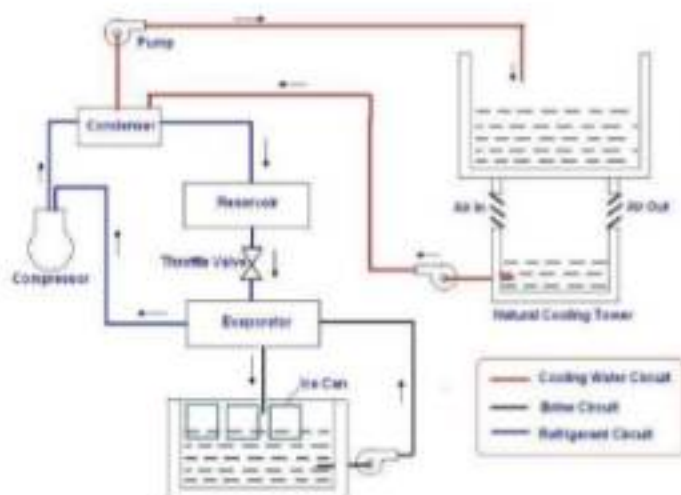 Pump
Condenser
Reservoir
Air In
Air Out
Throttle Valve
Compressor
Evaporator
Natural Cooling Tower
Ice Can
Cooling Water Circuit
Brine Circuit
Refrigerant Circuit